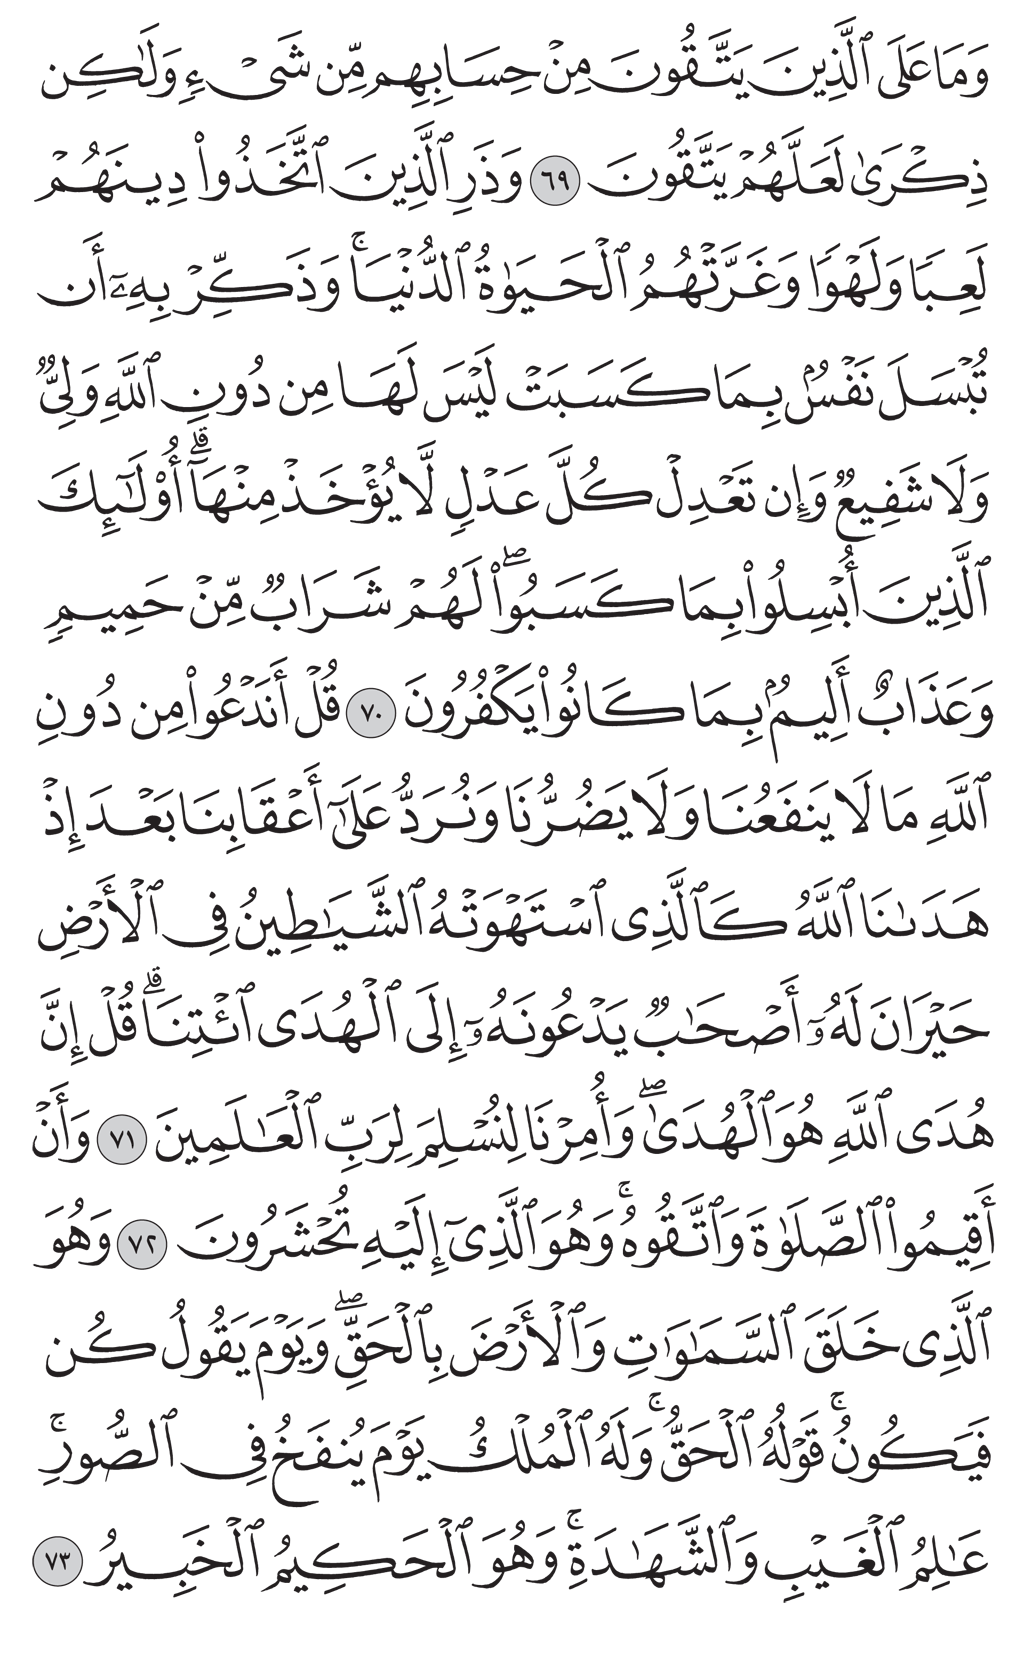 وَمَا عَلَى ٱلَّذِينَ يَتَّقُونَ مِنْ حِسَابِهِم مِّن شَىْءٍ وَلَٰكِن
ذِكْرَىٰ لَعَلَّهُمْ يَتَّقُونَ ٦٩ وَذَرِ ٱلَّذِينَ ٱتَّخَذُوا۟ دِينَهُمْ
لَعِبًا وَلَهْوًا وَغَرَّتْهُمُ ٱلْحَيَوٰةُ ٱلدُّنْيَا ۚ وَذَكِّرْ بِهِۦٓ أَن
تُبْسَلَ نَفْسٌۢ بِمَا كَسَبَتْ لَيْسَ لَهَا مِن دُونِ ٱللَّهِ وَلِىٌّ
وَلَا شَفِيعٌ وَإِن تَعْدِلْ كُلَّ عَدْلٍ لَّا يُؤْخَذْ مِنْهَآ ۗ أُو۟لَٰٓئِكَ
ٱلَّذِينَ أُبْسِلُوا۟ بِمَا كَسَبُوا۟ ۖ لَهُمْ شَرَابٌ مِّنْ حَمِيمٍ
وَعَذَابٌ أَلِيمٌۢ بِمَا كَانُوا۟ يَكْفُرُونَ ٧٠ قُلْ أَنَدْعُوا۟ مِن دُونِ
ٱللَّهِ مَا لَا يَنفَعُنَا وَلَا يَضُرُّنَا وَنُرَدُّ عَلَىٰٓ أَعْقَابِنَا بَعْدَ إِذْ
هَدَىٰنَا ٱللَّهُ كَٱلَّذِى ٱسْتَهْوَتْهُ ٱلشَّيَٰطِينُ فِى ٱلْأَرْضِ
حَيْرَانَ لَهُۥٓ أَصْحَٰبٌ يَدْعُونَهُۥٓ إِلَى ٱلْهُدَى ٱئْتِنَا ۗ قُلْ إِنَّ
هُدَى ٱللَّهِ هُوَ ٱلْهُدَىٰ ۖ وَأُمِرْنَا لِنُسْلِمَ لِرَبِّ ٱلْعَٰلَمِينَ ٧١ وَأَنْ
أَقِيمُوا۟ ٱلصَّلَوٰةَ وَٱتَّقُوهُ ۚ وَهُوَ ٱلَّذِىٓ إِلَيْهِ تُحْشَرُونَ ٧٢ وَهُوَ
ٱلَّذِى خَلَقَ ٱلسَّمَٰوَٰتِ وَٱلْأَرْضَ بِٱلْحَقِّ ۖ وَيَوْمَ يَقُولُ كُن
فَيَكُونُ ۚ قَوْلُهُ ٱلْحَقُّ ۚ وَلَهُ ٱلْمُلْكُ يَوْمَ يُنفَخُ فِى ٱلصُّورِ ۚ
عَٰلِمُ ٱلْغَيْبِ وَٱلشَّهَٰدَةِ ۚ وَهُوَ ٱلْحَكِيمُ ٱلْخَبِيرُ ٧٣